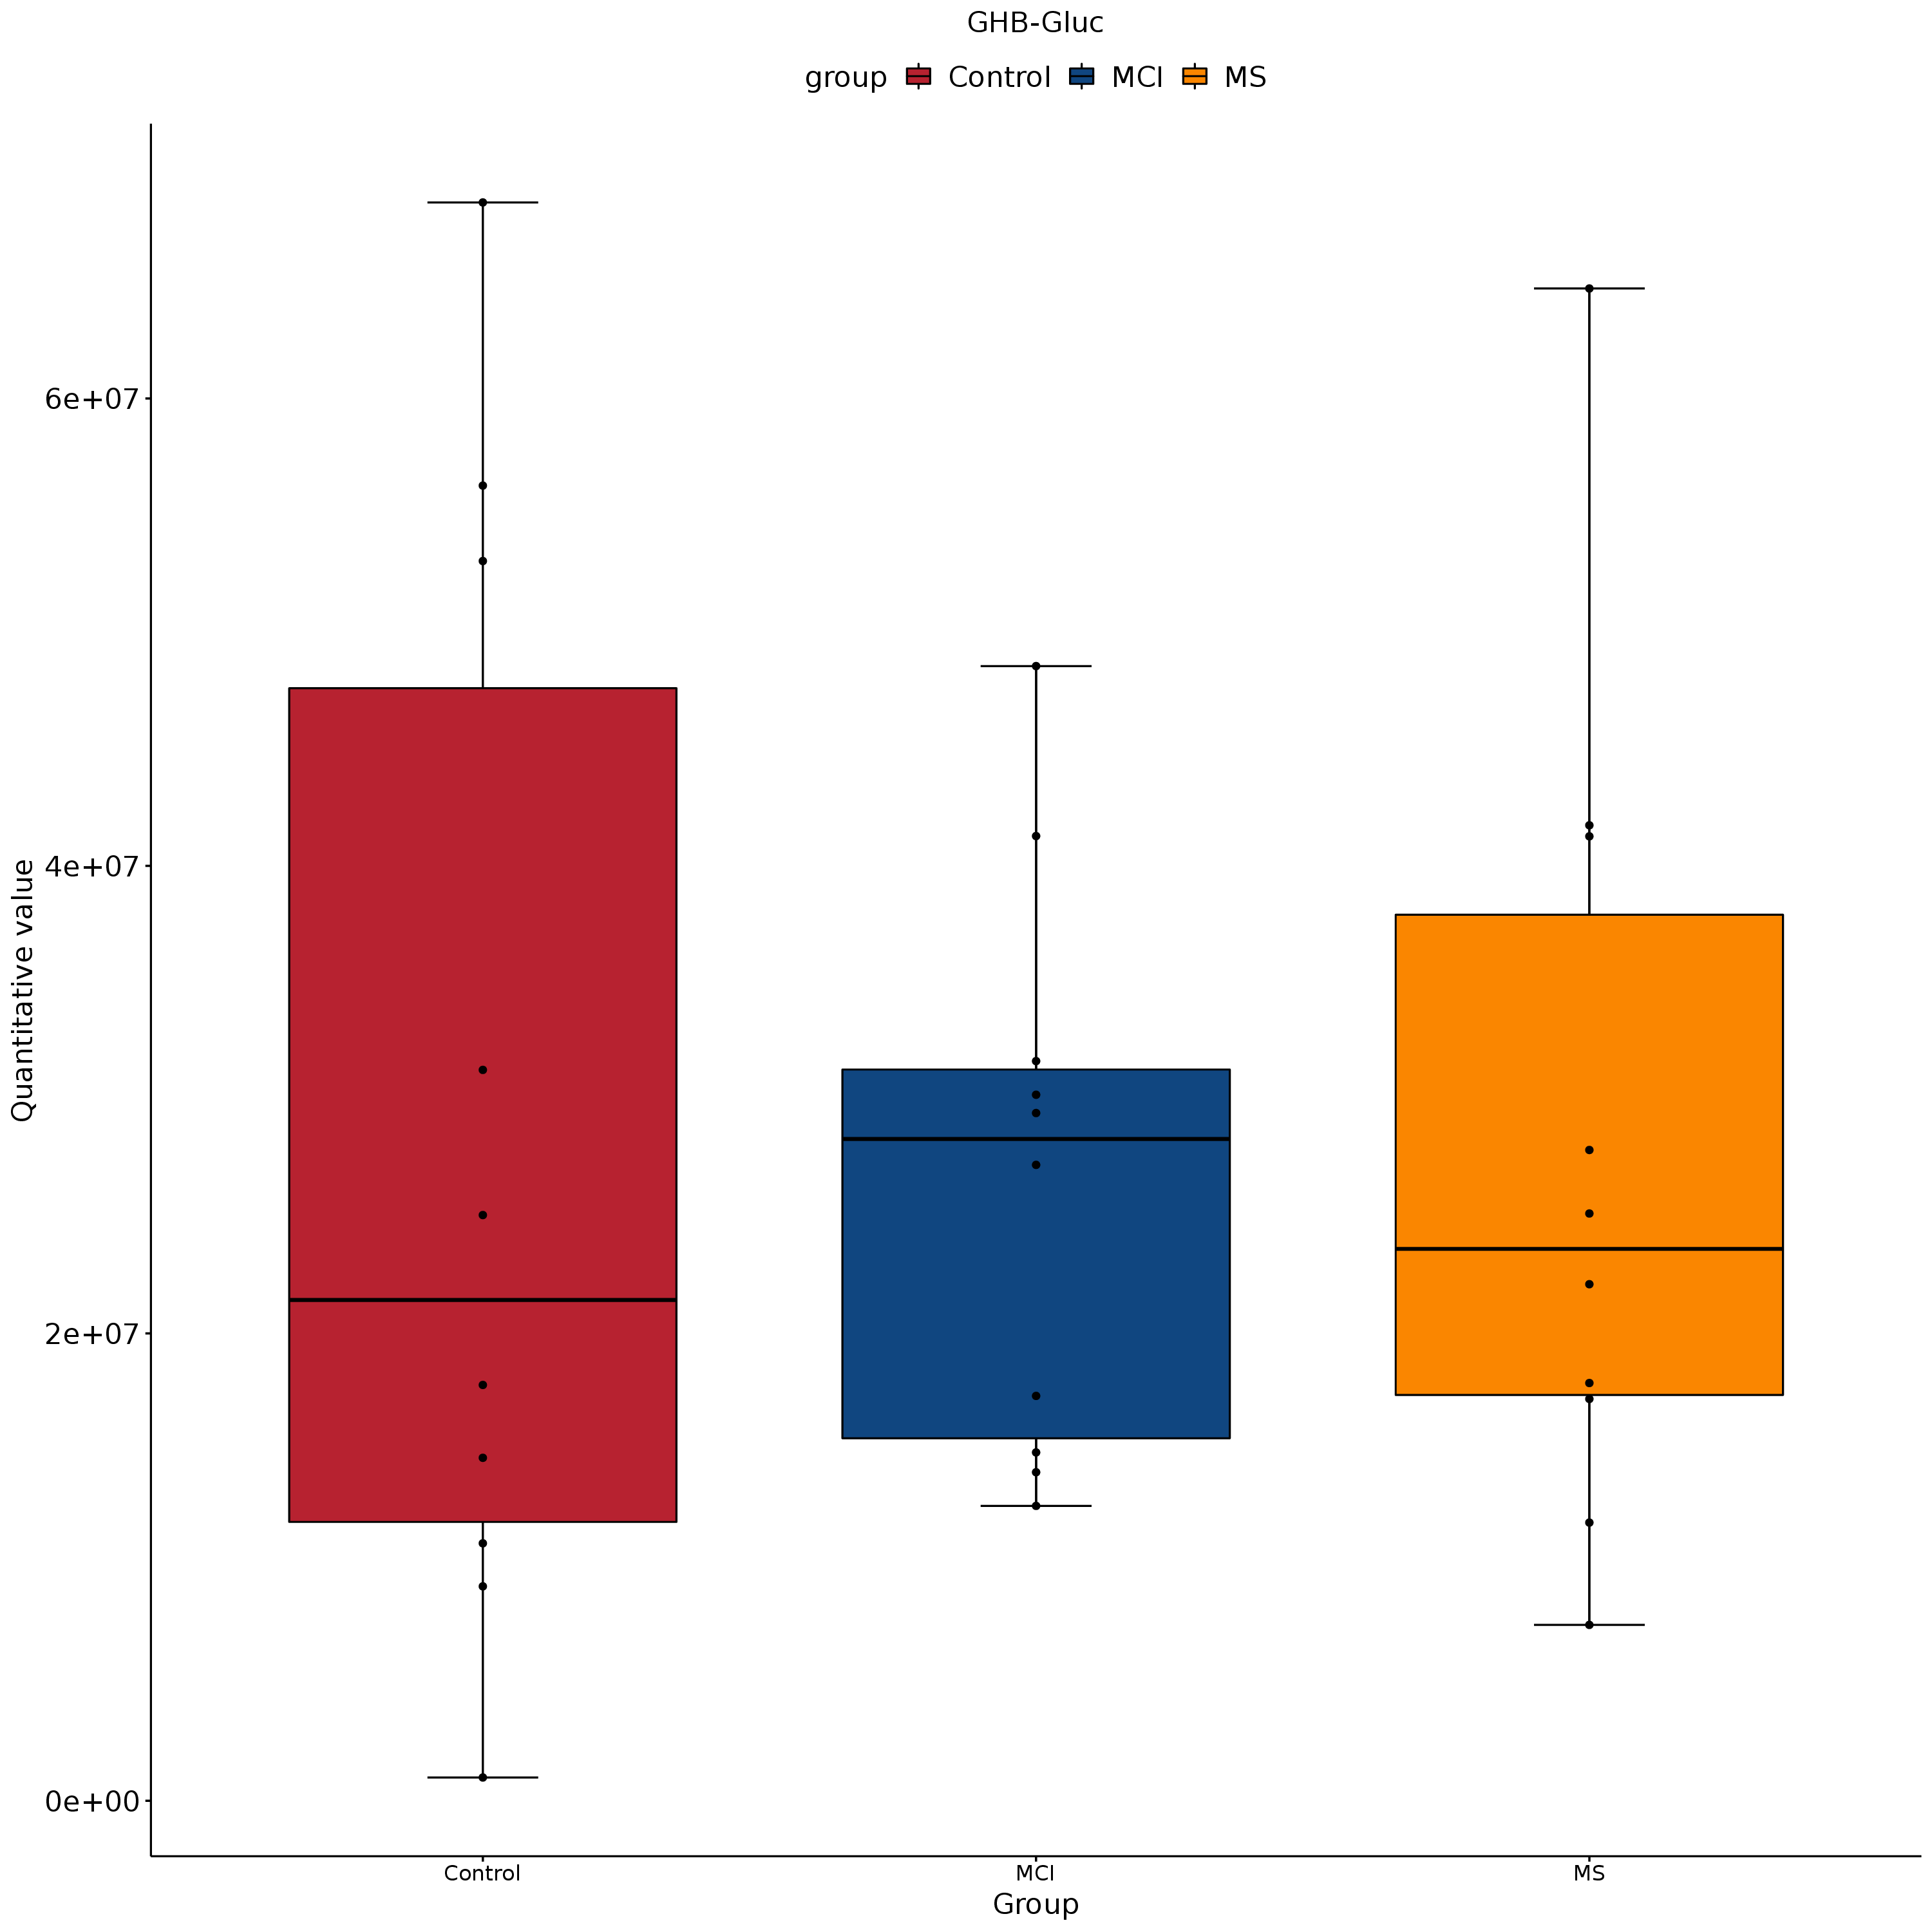 GHB-Gluc
group Control MCI MS
6e+07
4e+07
2e+07
0e+00
Quantitative value
Control MCI MS
Group